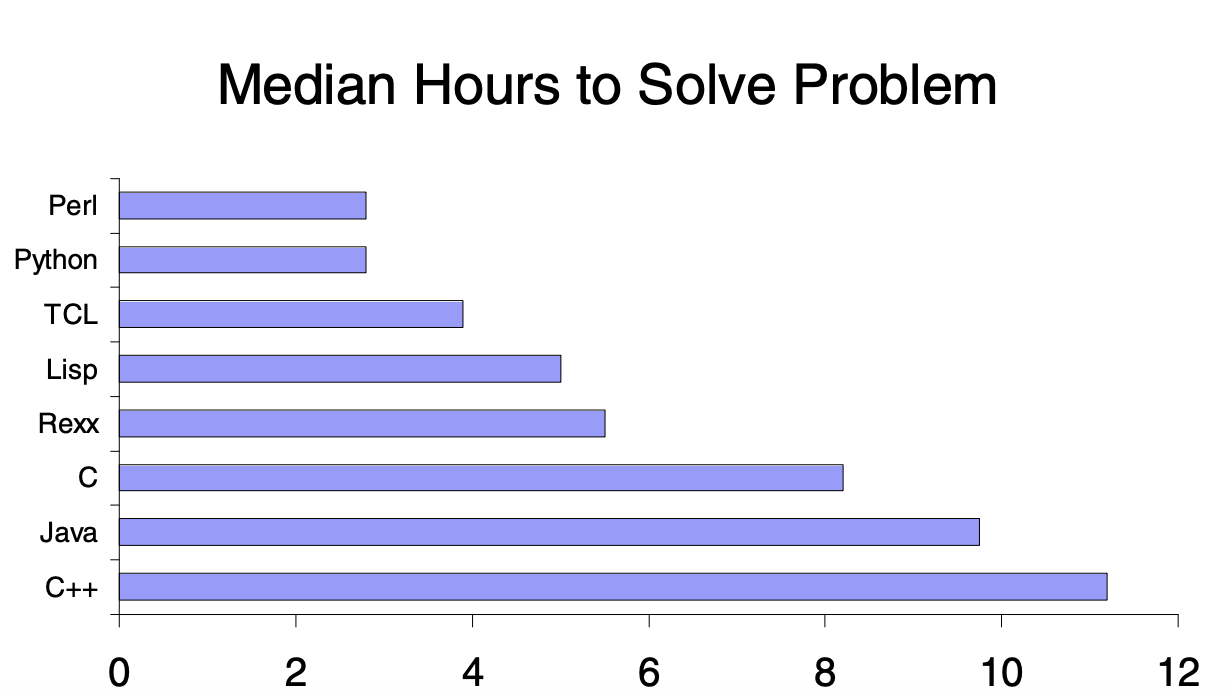 Median Hours to Solve Problem
Perl
Python
TCL
Lisp
Rexx
C
Java
C++
0 2 4 6 8 10 12